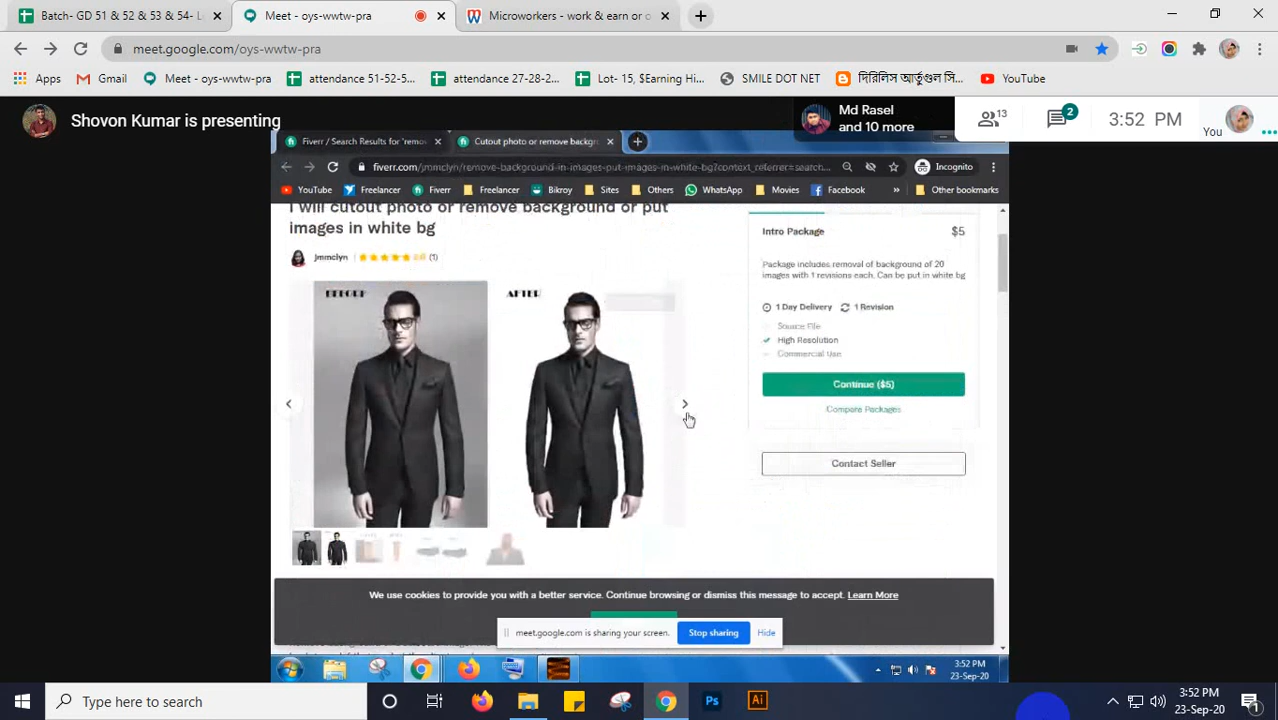 Batch- GD 51 & 52 & 53 & 54- L
Meet - oys-wwtw-pra
Microworkers - work & earn or o
meet.google.com/oys-wwtw-pra
Apps
Gmail
Meet - oys-wwtw-pra
attendance 51-52-5...
attendance 27-28-2...
Lot- 15, $Earning Hi...
SMILE DOT NET
দিরিলিস আর্তুগ্রুল সি...
YouTube
Shovon Kumar is presenting
Md Rasel
and 10 more
13
2
3:52 PM
You
Fiverr / Search Results for 'remov
Cutout photo or remove backgro
fiverr.com/jmmclyn/remove-background-in-images-put-images-in-white-bg?context_referrer=search...
Incognito
YouTube
Freelancer
Fiverr
Freelancer
Bikroy
Sites
Others
WhatsApp
Movies
Facebook
»
Other bookmarks
I will cutout photo or remove background or put
images in white bg
jmmclyn
(1)
BEFORE
AFTER
Intro Package
$5
Package includes removal of background of 20
images with 1 revisions each. Can be put in white bg
1 Day Delivery
1 Revision
Source File
High Resolution
Commercial Use
Continue ($5)
Compare Packages
Contact Seller
We use cookies to provide you with a better service. Continue browsing or dismiss this message to accept. Learn More
meet.google.com is sharing your screen.
Stop sharing
Hide
3:52 PM
23-Sep-20
Type here to search
Ps
Ai
3:52 PM
23-Sep-20
1